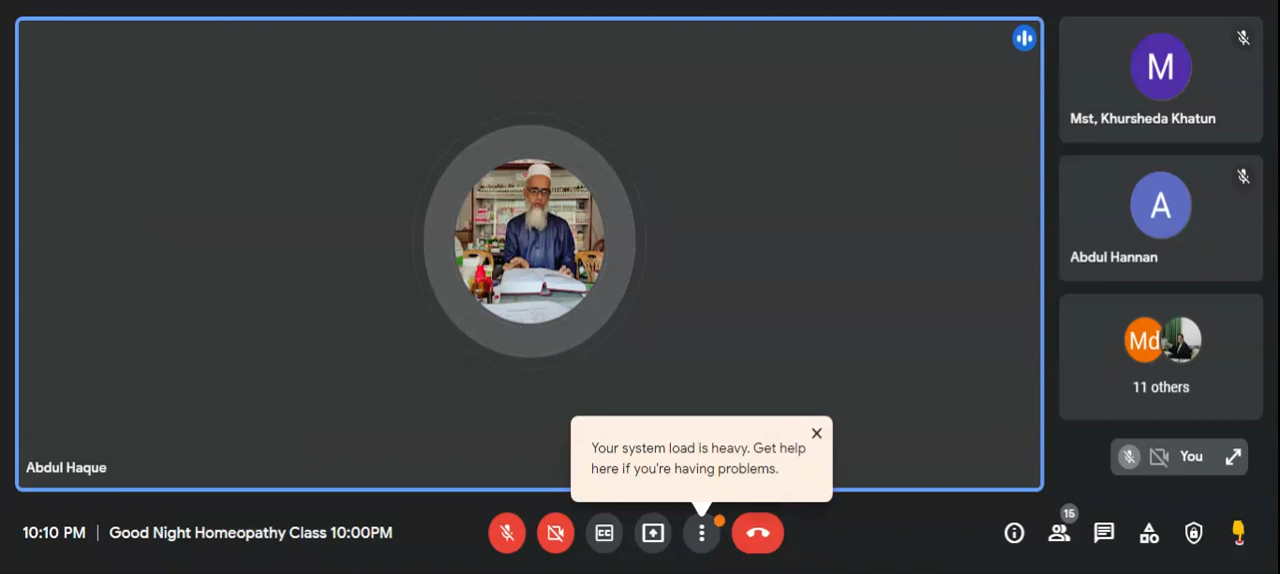 M
Mst, Khursheda Khatun
A
Abdul Hannan
Md
11 others
Abdul Haque
Your system load is heavy. Get help
here if you're having problems.
You
10:10 PM | Good Night Homeopathy Class 10:00PM
CC
15